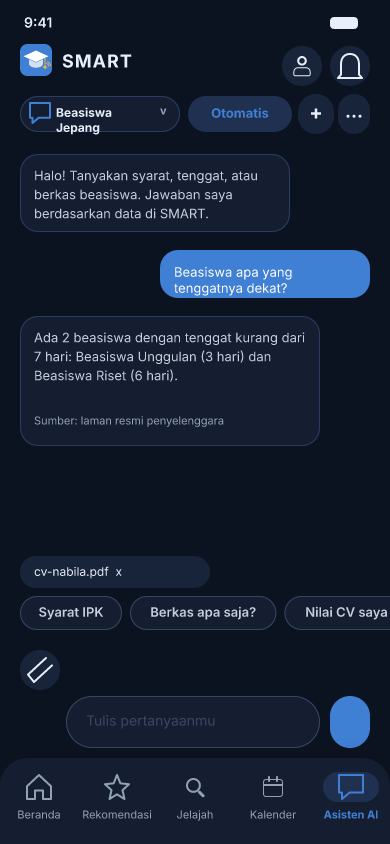 9:41
SMART
Beasiswa
Jepang
v
Otomatis
+
...
Halo! Tanyakan syarat, tenggat, atau
berkas beasiswa. Jawaban saya
berdasarkan data di SMART.
Beasiswa apa yang
tenggatnya dekat?
Ada 2 beasiswa dengan tenggat kurang dari
7 hari: Beasiswa Unggulan (3 hari) dan
Beasiswa Riset (6 hari).
Sumber: laman resmi penyelenggara
cv-nabila.pdf x
Syarat IPK
Berkas apa saja?
Nilai CV saya
Tulis pertanyaanmu
Beranda
Rekomendasi
Jelajah
Kalender
Asisten AI